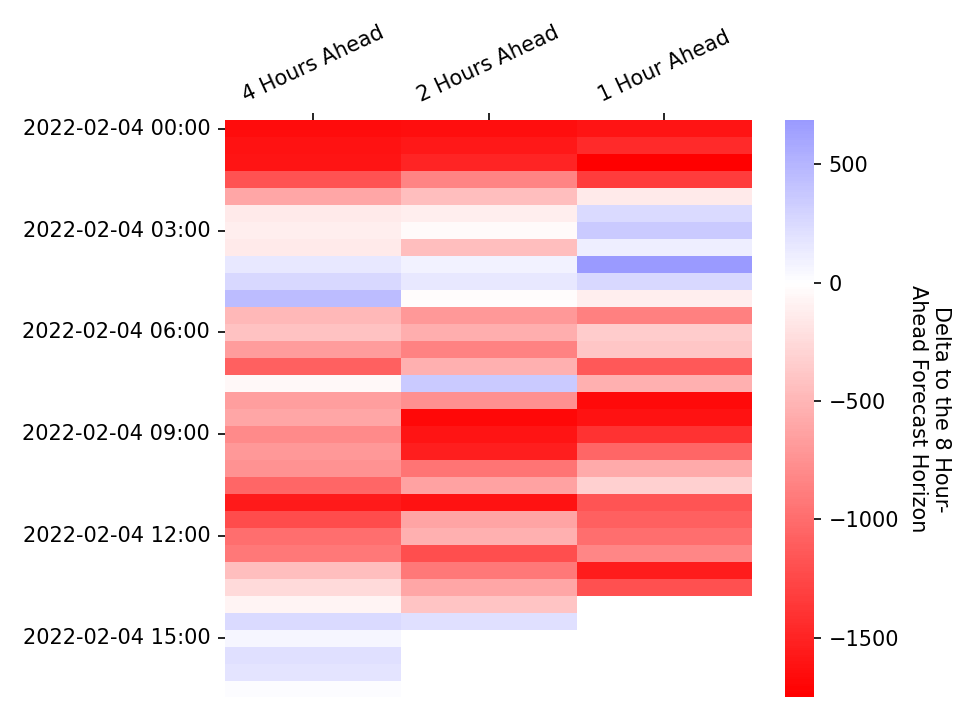 4 Hours Ahead
2 Hours Ahead
1 Hour Ahead
2022-02-04 00:00
2022-02-04 03:00
2022-02-04 06:00
2022-02-04 09:00
2022-02-04 12:00
2022-02-04 15:00
500
0
−500
−1000
−1500
Delta to the 8 Hour-
Ahead Forecast Horizon